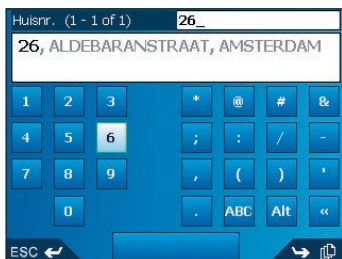 Huisnr. (1 - 1 of 1) 26_
26, ALDEBARANSTRAAT, AMSTERDAM
1 2 3 * @ # &
4 5 6 ; : / -
7 8 9 , ( ) '
0 . ABC Alt «
ESC